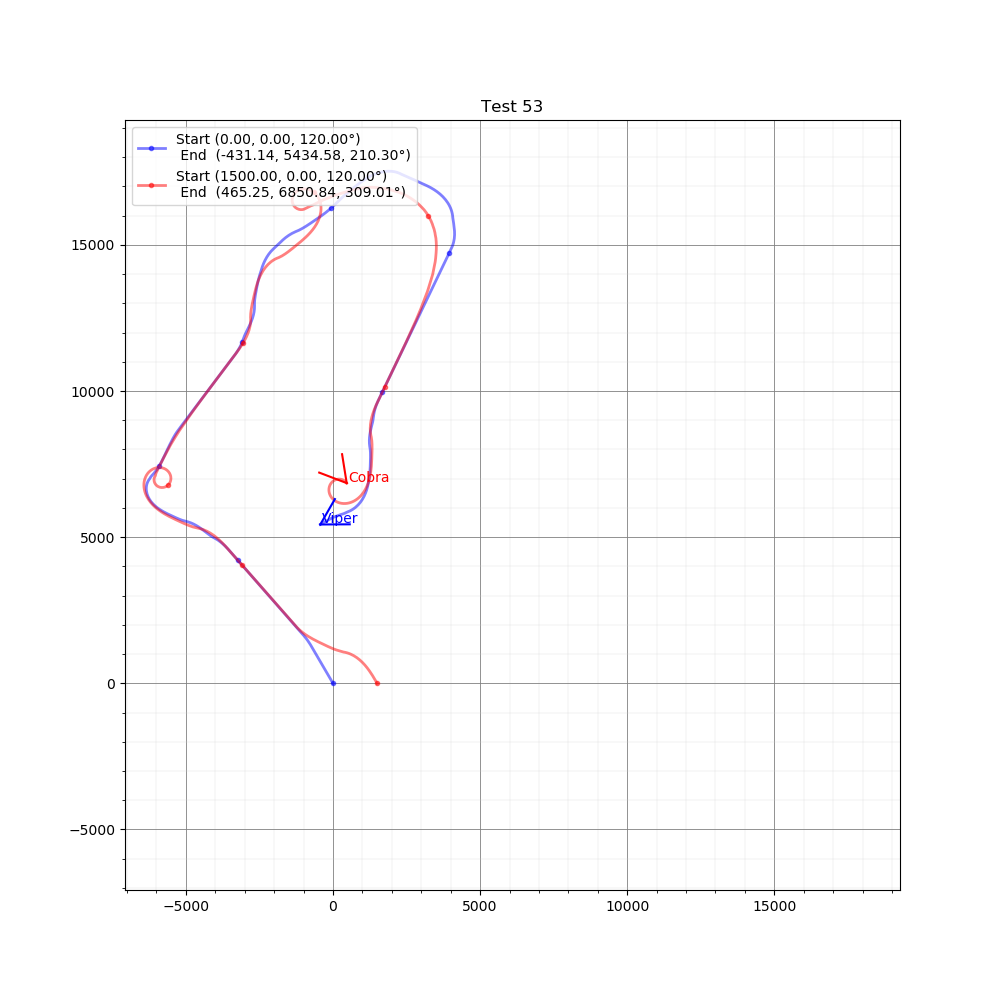 Test 53
Start (0.00, 0.00, 120.00°)
End (-431.14, 5434.58, 210.30°)
Start (1500.00, 0.00, 120.00°)
End (465.25, 6850.84, 309.01°)
15000
10000
5000
0
−5000
Cobra
Viper
−5000 0 5000 10000 15000